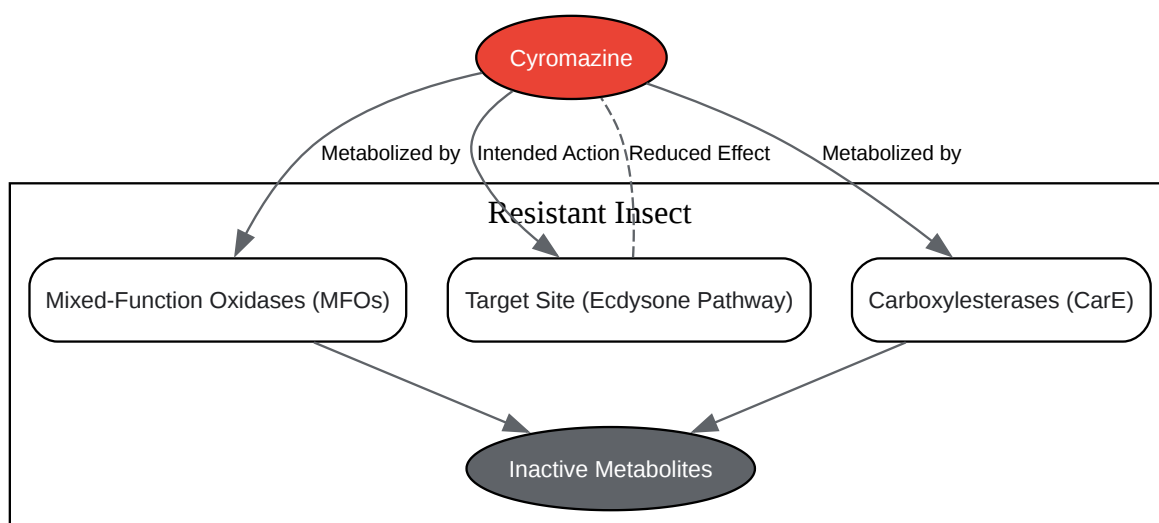 Cyromazine
Metabolized by
Intended Action
Reduced Effect
Metabolized by
Resistant Insect
Mixed-Function Oxidases (MFOs)
Target Site (Ecdysone Pathway)
Carboxylesterases (CarE)
Inactive Metabolites